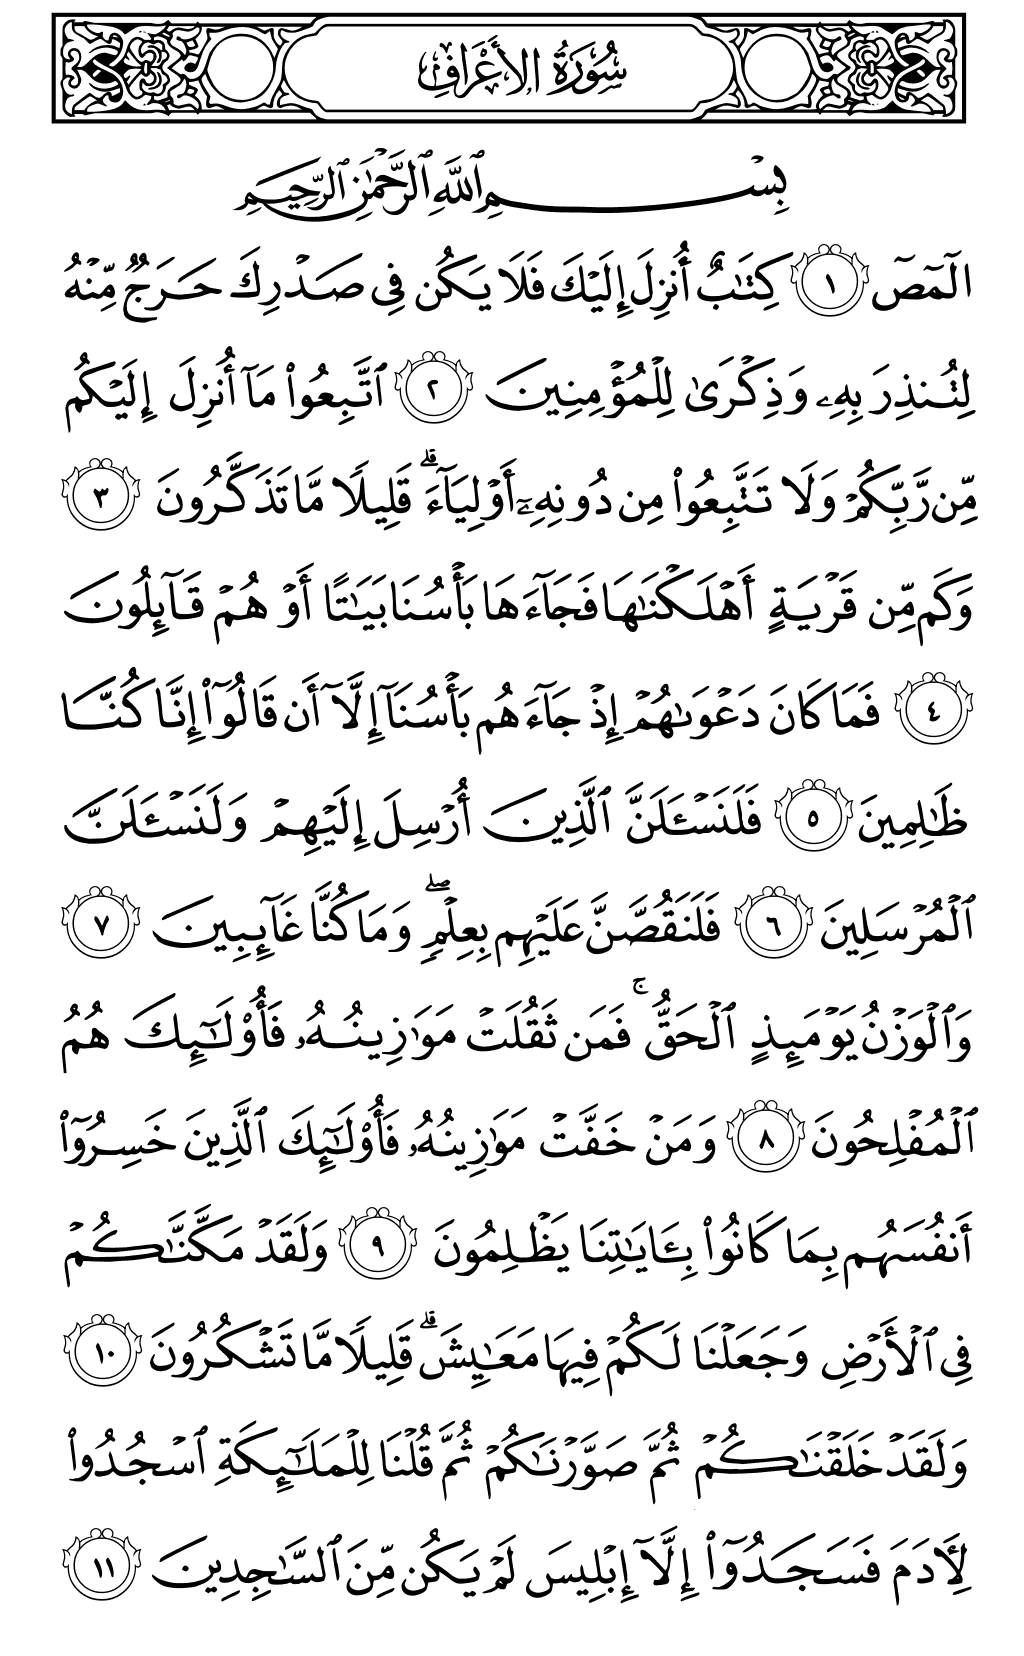 سُورَةُ الأَعْرَافِ
بِسْمِ ٱللَّهِ ٱلرَّحْمَٰنِ ٱلرَّحِيمِ
الٓمٓصٓ ١ كِتَٰبٌ أُنزِلَ إِلَيْكَ فَلَا يَكُن فِى صَدْرِكَ حَرَجٌ مِّنْهُ
لِتُنذِرَ بِهِۦ وَذِكْرَىٰ لِلْمُؤْمِنِينَ ٢ ٱتَّبِعُوا۟ مَآ أُنزِلَ إِلَيْكُم
مِّن رَّبِّكُمْ وَلَا تَتَّبِعُوا۟ مِن دُونِهِۦٓ أَوْلِيَآءَ ۗ قَلِيلًا مَّا تَذَكَّرُونَ ٣
وَكَم مِّن قَرْيَةٍ أَهْلَكْنَٰهَا فَجَآءَهَا بَأْسُنَا بَيَٰتًا أَوْ هُمْ قَآئِلُونَ
٤ فَمَا كَانَ دَعْوَىٰهُمْ إِذْ جَآءَهُم بَأْسُنَآ إِلَّآ أَن قَالُوٓا۟ إِنَّا كُنَّا
ظَٰلِمِينَ ٥ فَلَنَسْـَٔلَنَّ ٱلَّذِينَ أُرْسِلَ إِلَيْهِمْ وَلَنَسْـَٔلَنَّ
ٱلْمُرْسَلِينَ ٦ فَلَنَقُصَّنَّ عَلَيْهِم بِعِلْمٍ ۖ وَمَا كُنَّا غَآئِبِينَ ٧
وَٱلْوَزْنُ يَوْمَئِذٍ ٱلْحَقُّ ۚ فَمَن ثَقُلَتْ مَوَٰزِينُهُۥ فَأُو۟لَٰٓئِكَ هُمُ
ٱلْمُفْلِحُونَ ٨ وَمَنْ خَفَّتْ مَوَٰزِينُهُۥ فَأُو۟لَٰٓئِكَ ٱلَّذِينَ خَسِرُوٓا۟
أَنفُسَهُم بِمَا كَانُوا۟ بِـَٔايَٰتِنَا يَظْلِمُونَ ٩ وَلَقَدْ مَكَّنَّٰكُمْ
فِى ٱلْأَرْضِ وَجَعَلْنَا لَكُمْ فِيهَا مَعَٰيِشَ ۗ قَلِيلًا مَّا تَشْكُرُونَ ١٠
وَلَقَدْ خَلَقْنَٰكُمْ ثُمَّ صَوَّرْنَٰكُمْ ثُمَّ قُلْنَا لِلْمَلَٰٓئِكَةِ ٱسْجُدُوا۟
لِـَٔادَمَ فَسَجَدُوٓا۟ إِلَّآ إِبْلِيسَ لَمْ يَكُن مِّنَ ٱلسَّٰجِدِينَ ١١